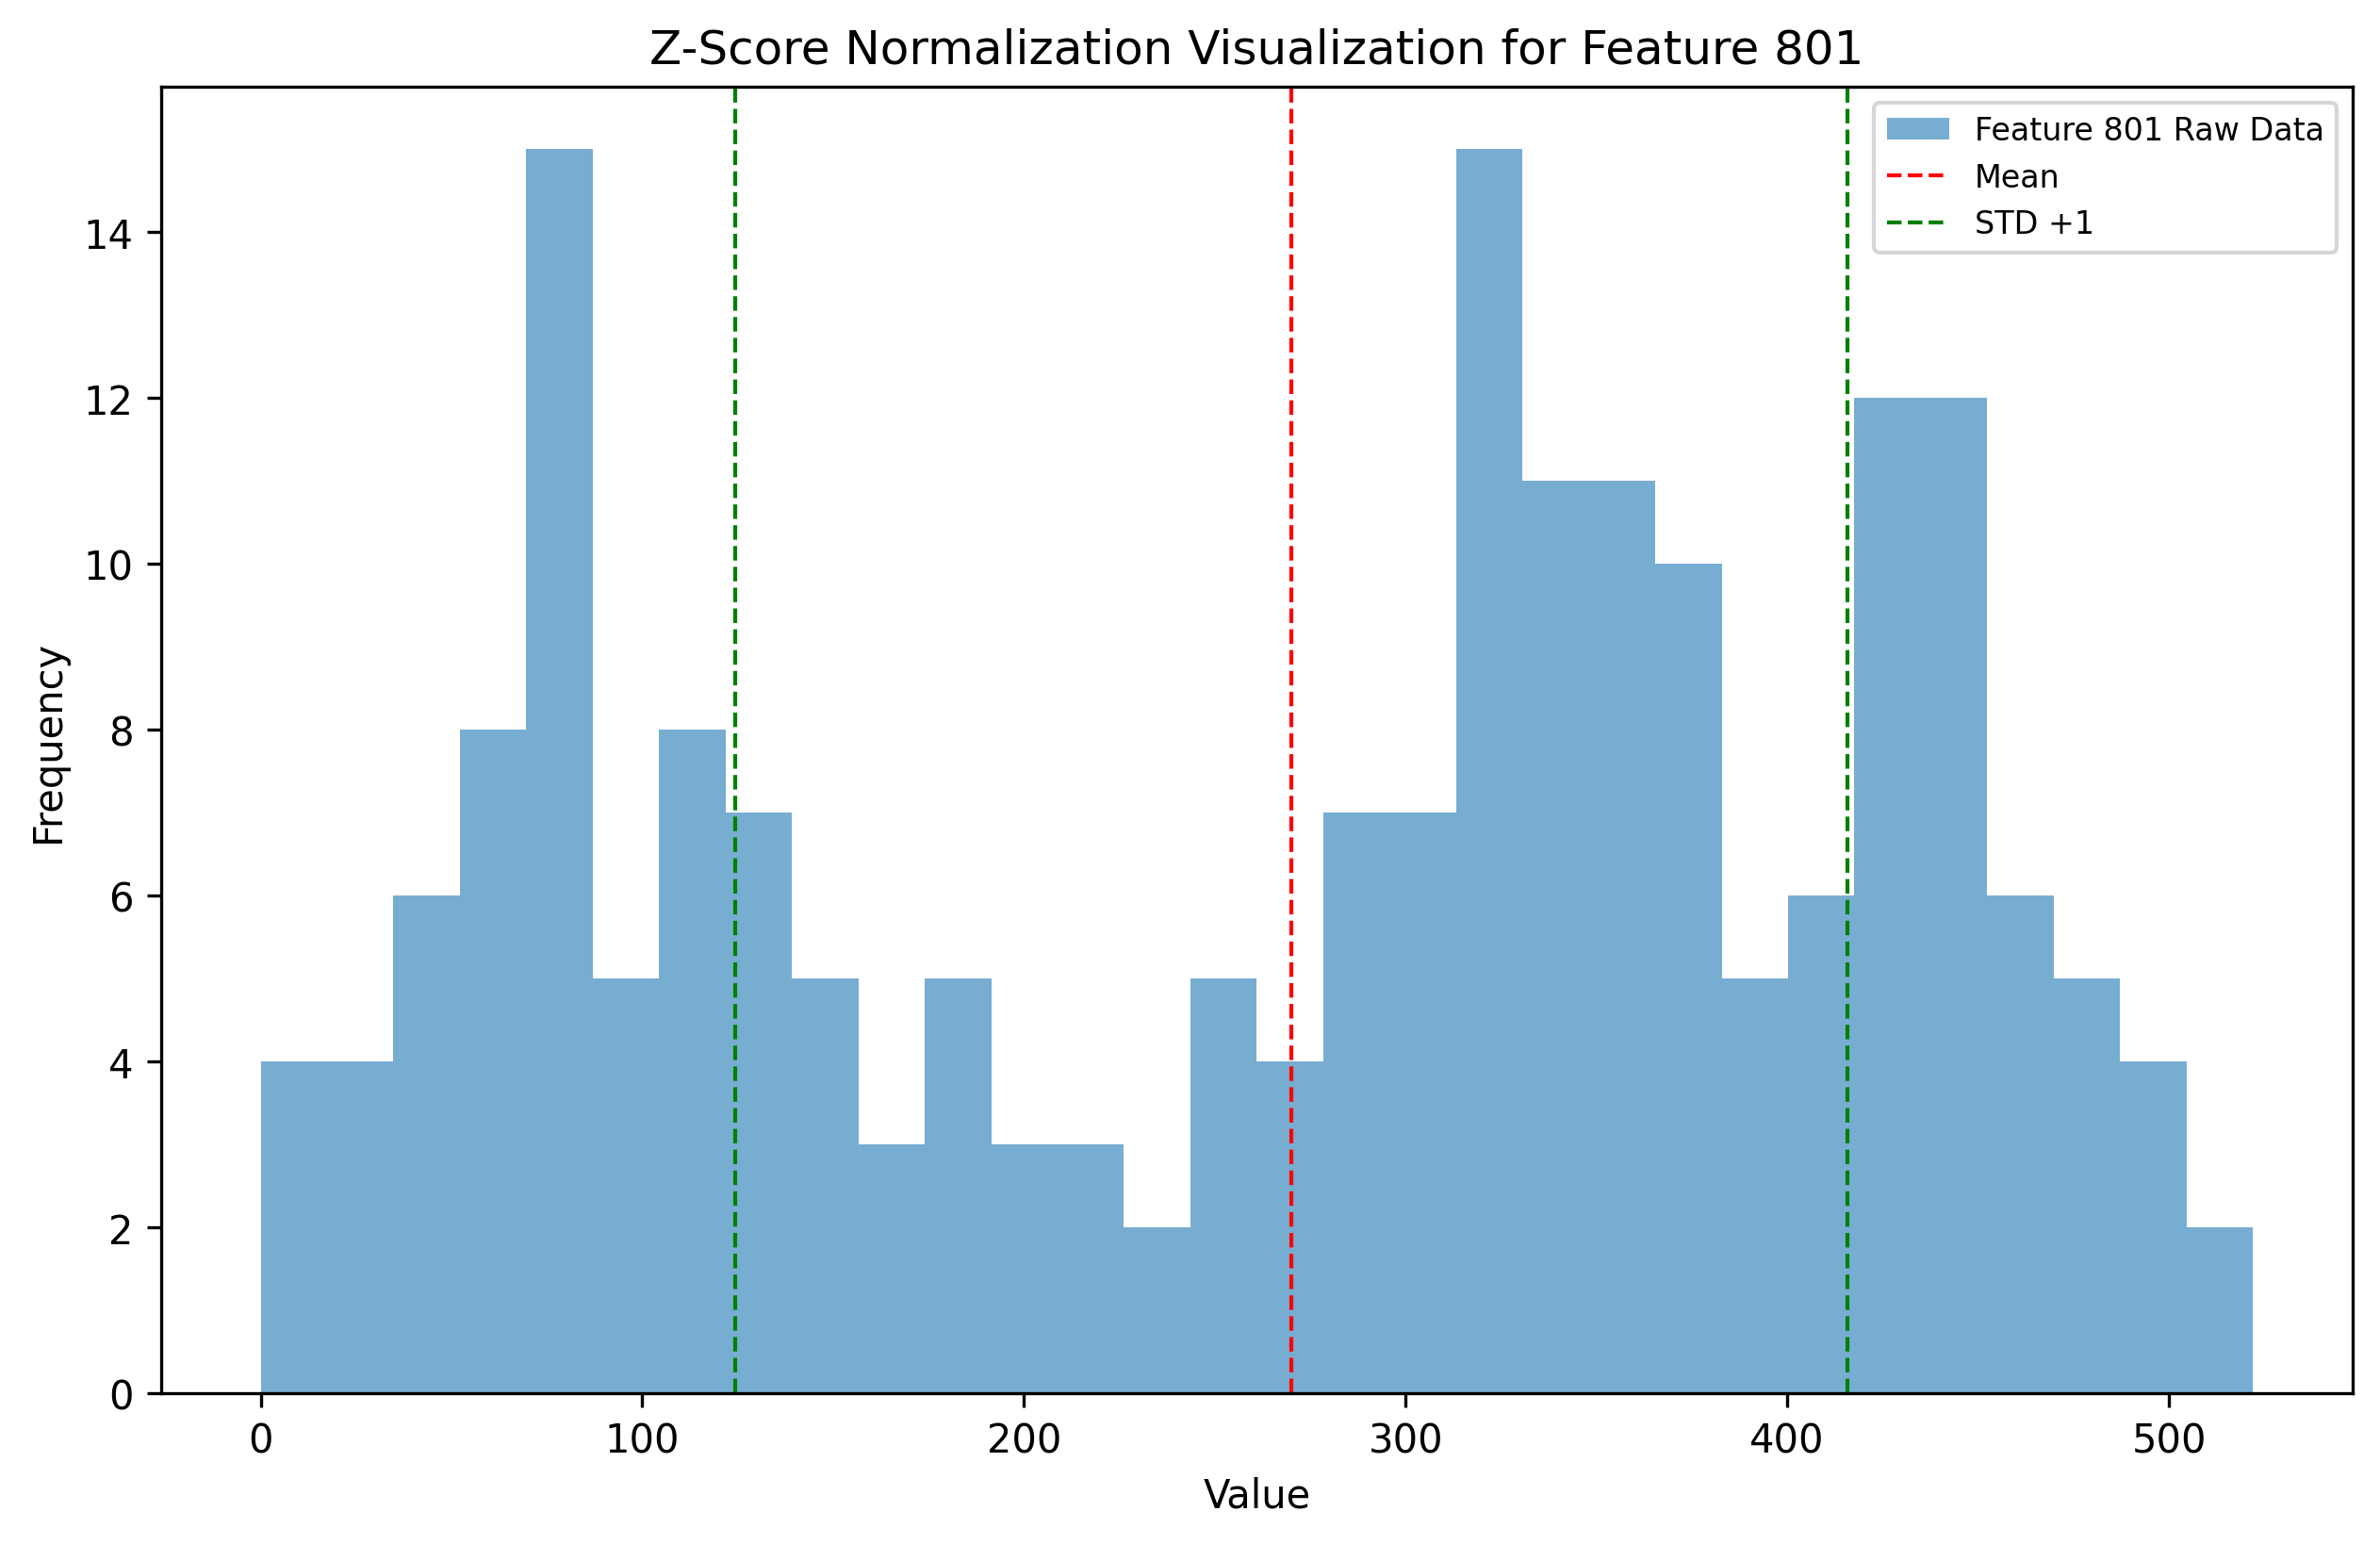 Z-Score Normalization Visualization for Feature 801
Feature 801 Raw Data
Mean
STD +1
Frequency
14
12
10
8
6
4
2
0
0 100 200 300 400 500
Value